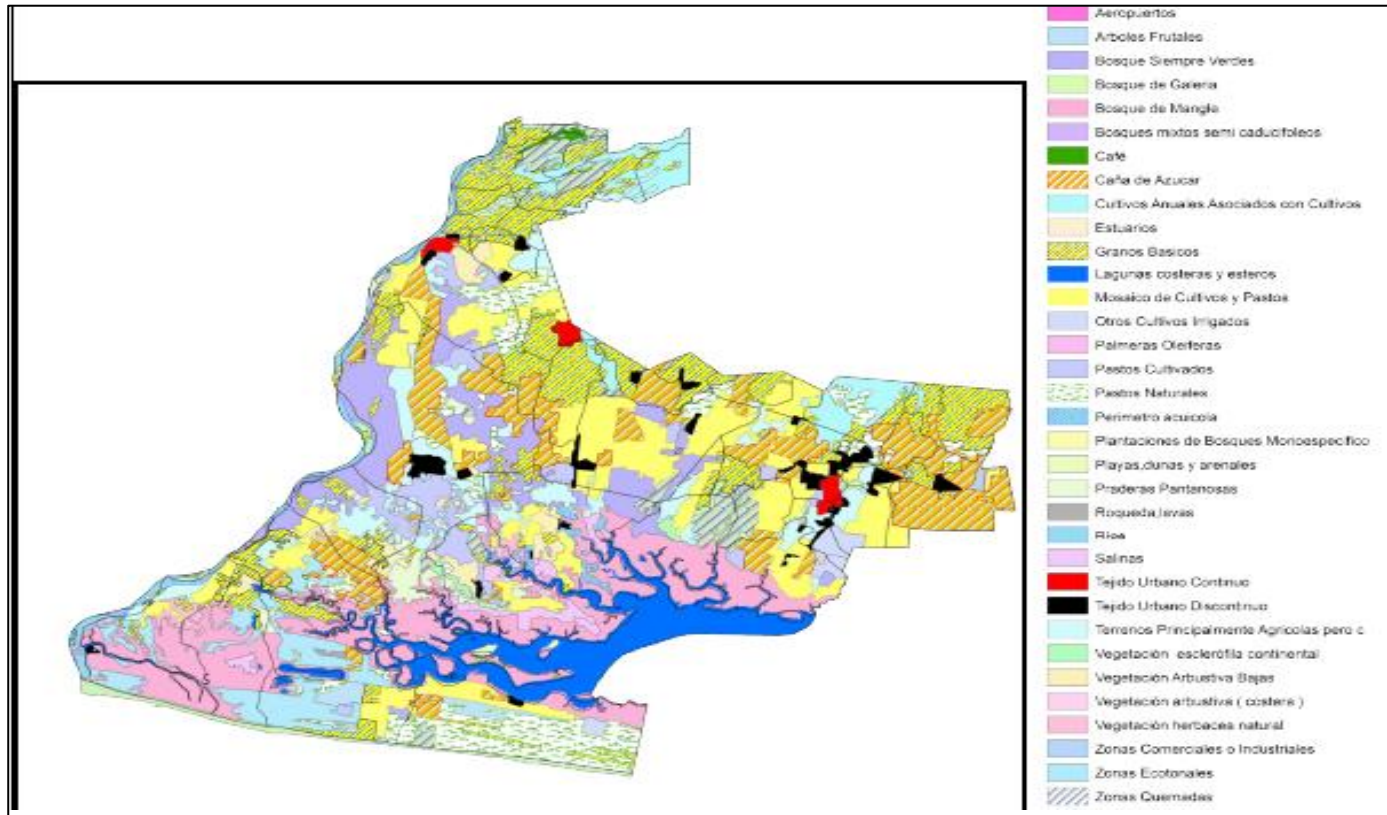 Aeropuertos
Arboles Frutales
Bosque Siempre Verdes
Bosque de Galeria
Bosque de Mangle
Bosques mixtos semi caducifoleos
Café
Caña de Azucar
Cultivos Anuales Asociados con Cultivos
Estuarios
Granos Basicos
Lagunas costeras y esteros
Mosaico de Cultivos y Pastos
Otros Cultivos Irrigados
Palmeras Oleiferas
Pastos Cultivados
Pastos Naturales
Perimetro acuicola
Plantaciones de Bosques Monoespecifico
Playas,dunas y arenales
Praderas Pantanosas
Roqueda,lavas
Rios
Salinas
Tejido Urbano Continuo
Tejido Urbano Discontinuo
Terrenos Principalmente Agricolas pero c
Vegetación esclerófila continental
Vegetación Arbustiva Bajas
Vegetación arbustiva ( costera )
Vegetación herbacea natural
Zonas Comerciales o Industriales
Zonas Ecotonales
Zonas Quemadas